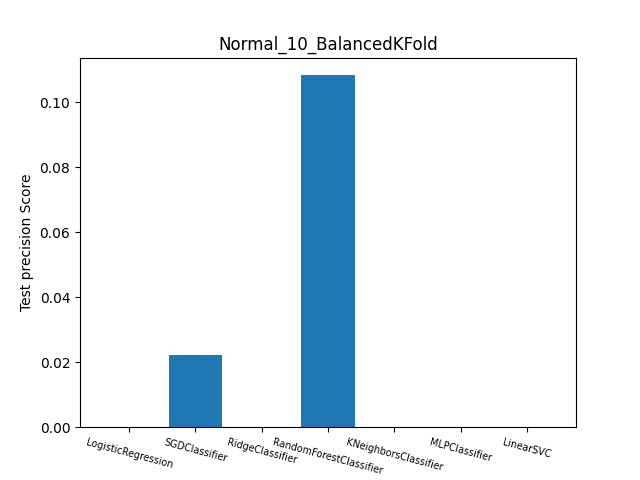 Normal_10_BalancedKFold
Test precision Score
0.10
0.08
0.06
0.04
0.02
0.00
LogisticRegression
SGDClassifier
RidgeClassifier
RandomForestClassifier
KNeighborsClassifier
MLPClassifier
LinearSVC